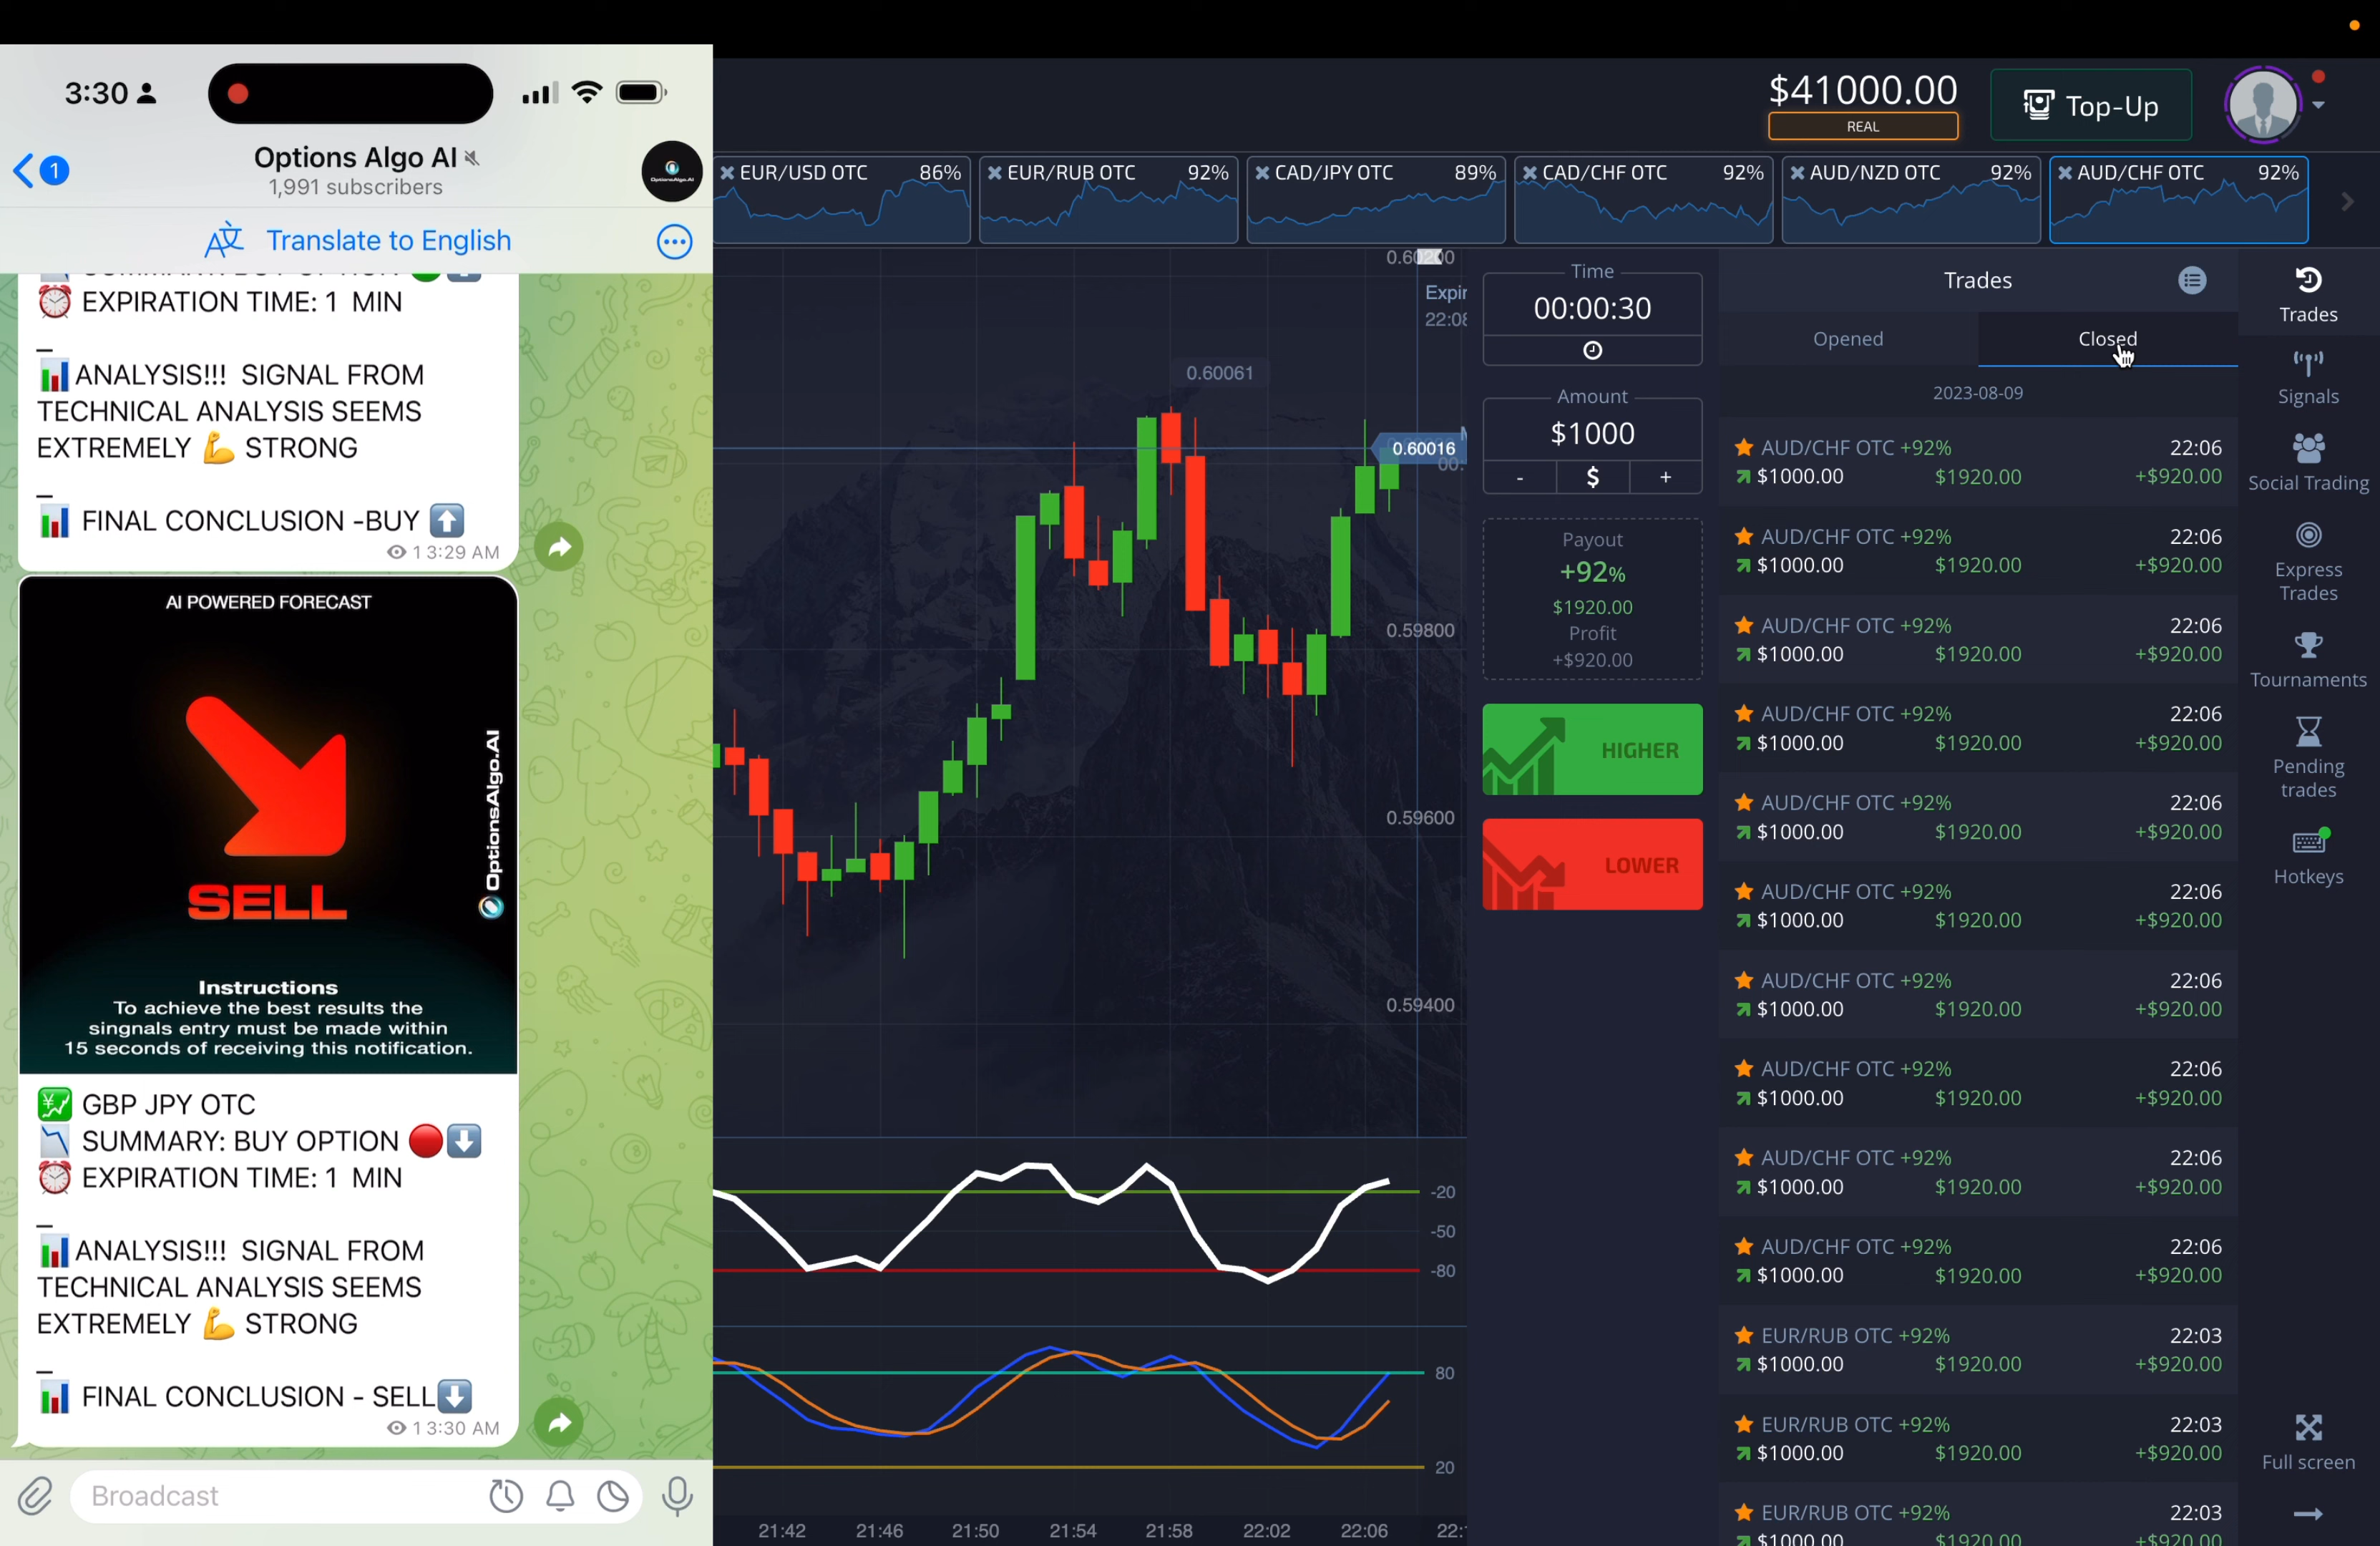 3:30
1
Options Algo AI
1,991 subscribers
OptionsAlgo.AI
Translate to English
SUMMARY: BUY OPTION
EXPIRATION TIME: 1 MIN
_
ANALYSIS!!! SIGNAL FROM
TECHNICAL ANALYSIS SEEMS
EXTREMELY 💪 STRONG
_
FINAL CONCLUSION -BUY ⬆️
1 3:29 AM
AI POWERED FORECAST
SELL
OptionsAlgo.AI
Instructions
To achieve the best results the
singnals entry must be made within
15 seconds of receiving this notification.
💹 GBP JPY OTC
📉 SUMMARY: BUY OPTION 🔴⬇️
⏰ EXPIRATION TIME: 1 MIN
_
📊 ANALYSIS!!! SIGNAL FROM
TECHNICAL ANALYSIS SEEMS
EXTREMELY 💪 STRONG
_
📊 FINAL CONCLUSION - SELL⬇️
1 3:30 AM
Broadcast
$41000.00
REAL
Top-Up
EUR/USD OTC 86%
EUR/RUB OTC 92%
CAD/JPY OTC 89%
CAD/CHF OTC 92%
AUD/NZD OTC 92%
AUD/CHF OTC 92%
Expir
0.60061
0.60016
0.59800
0.59600
0.59400
-20
-50
-80
80
20
21:42 21:46 21:50 21:54 21:58 22:02 22:06
Time
00:00:30
Amount
$1000
- $ +
Payout
+92%
$1920.00
Profit
+$920.00
HIGHER
LOWER
Trades
Opened Closed
2023-08-09
AUD/CHF OTC +92% 22:06
$1000.00 $1920.00 +$920.00
AUD/CHF OTC +92% 22:06
$1000.00 $1920.00 +$920.00
AUD/CHF OTC +92% 22:06
$1000.00 $1920.00 +$920.00
AUD/CHF OTC +92% 22:06
$1000.00 $1920.00 +$920.00
AUD/CHF OTC +92% 22:06
$1000.00 $1920.00 +$920.00
AUD/CHF OTC +92% 22:06
$1000.00 $1920.00 +$920.00
AUD/CHF OTC +92% 22:06
$1000.00 $1920.00 +$920.00
AUD/CHF OTC +92% 22:06
$1000.00 $1920.00 +$920.00
AUD/CHF OTC +92% 22:06
$1000.00 $1920.00 +$920.00
AUD/CHF OTC +92% 22:06
$1000.00 $1920.00 +$920.00
EUR/RUB OTC +92% 22:03
$1000.00 $1920.00 +$920.00
EUR/RUB OTC +92% 22:03
$1000.00 $1920.00 +$920.00
EUR/RUB OTC +92% 22:03
$1000.00 $1920.00 +$920.00
Trades
Signals
Social Trading
Express
Trades
Tournaments
Pending
trades
Hotkeys
Full screen